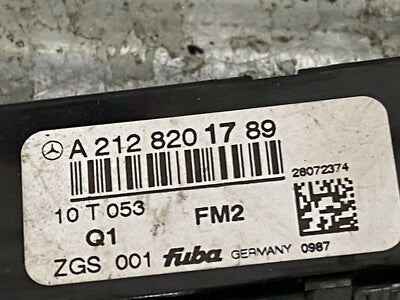 A 212 820 17 89
28072374
10 T 053 FM2
Q1
ZGS 001 fuba GERMANY 0987